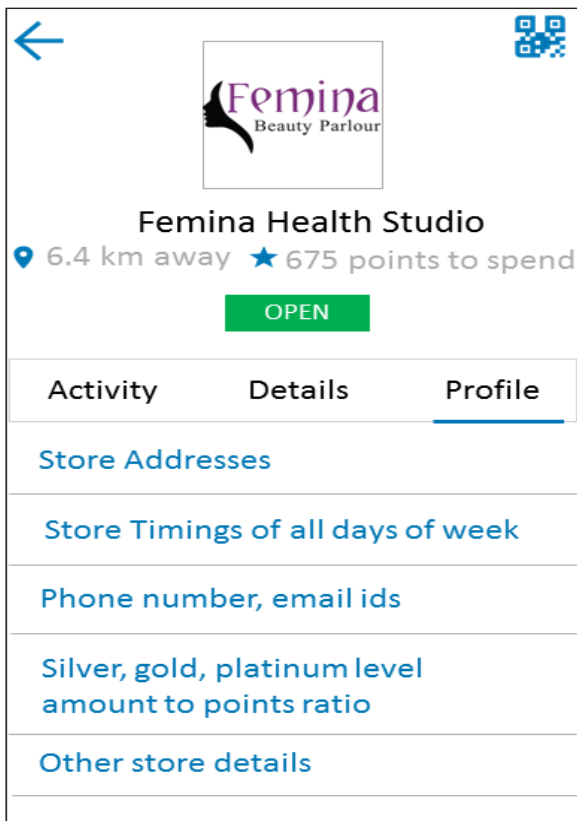 Femina
Beauty Parlour
Femina Health Studio
6.4 km away 675 points to spend
OPEN
Activity Details Profile
Store Addresses
Store Timings of all days of week
Phone number, email ids
Silver, gold, platinum level
amount to points ratio
Other store details